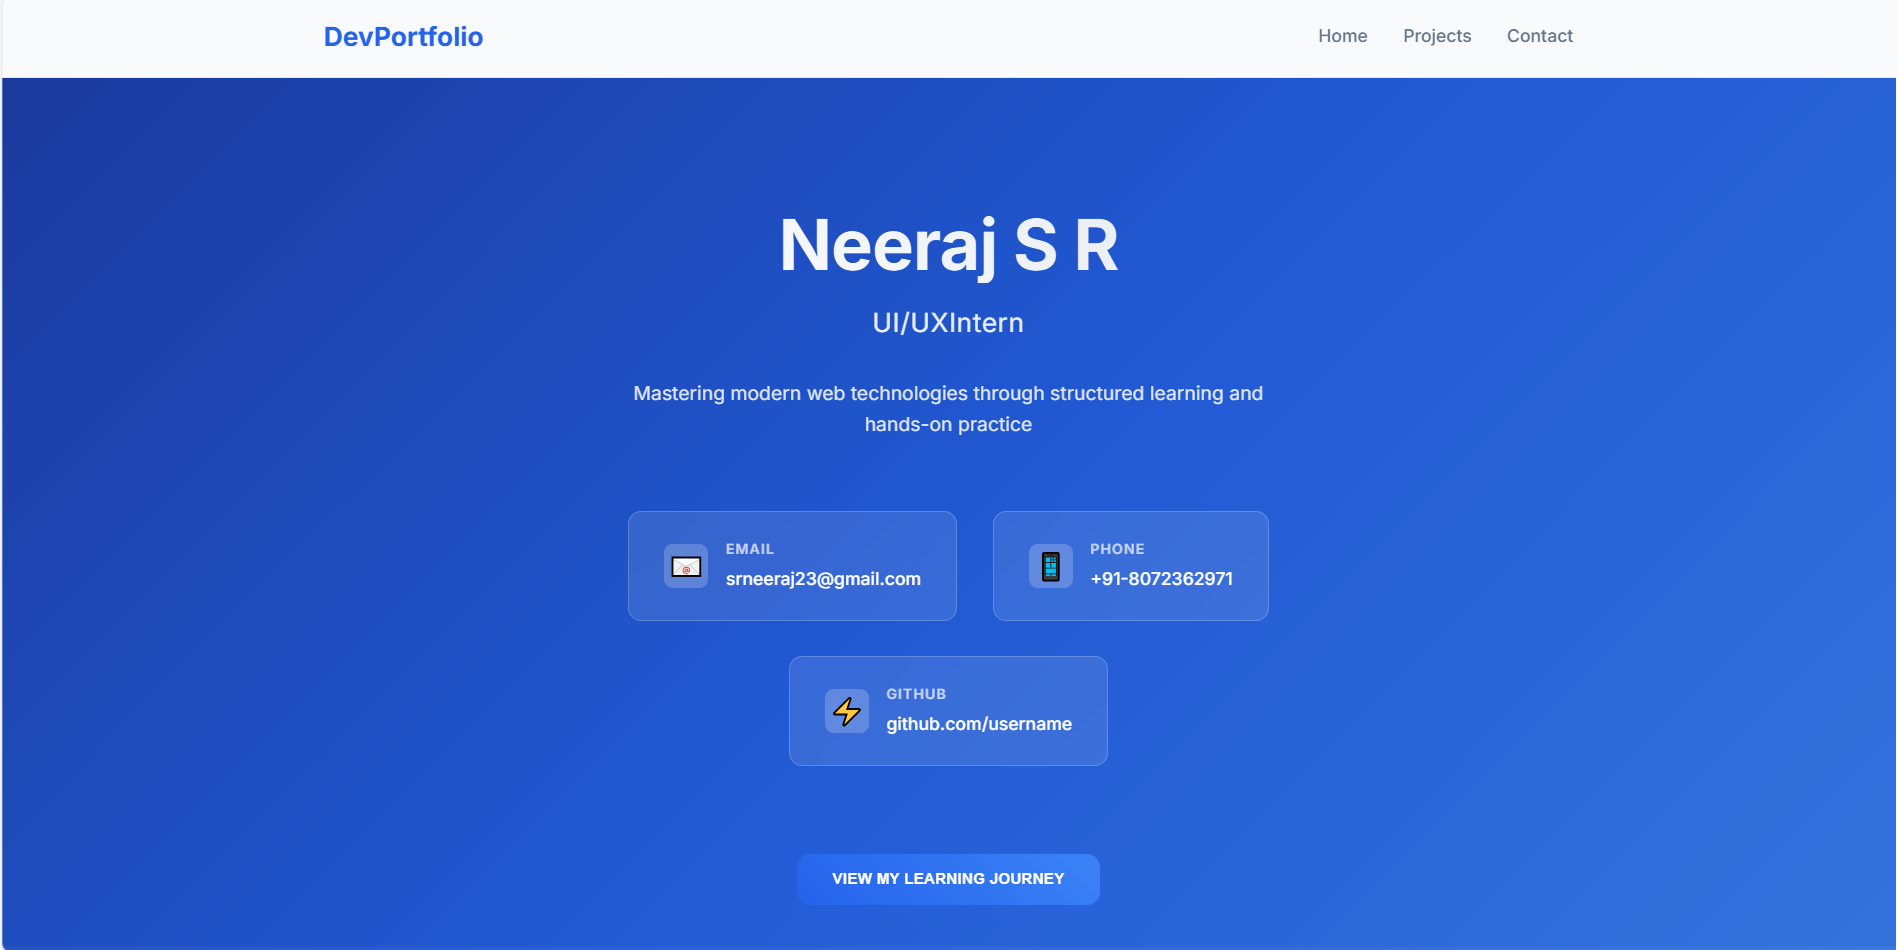 DevPortfolio
Home Projects Contact
Neeraj S R
UI/UXIntern
Mastering modern web technologies through structured learning and
hands-on practice
EMAIL
srneeraj23@gmail.com
PHONE
+91-8072362971
GITHUB
github.com/username
VIEW MY LEARNING JOURNEY